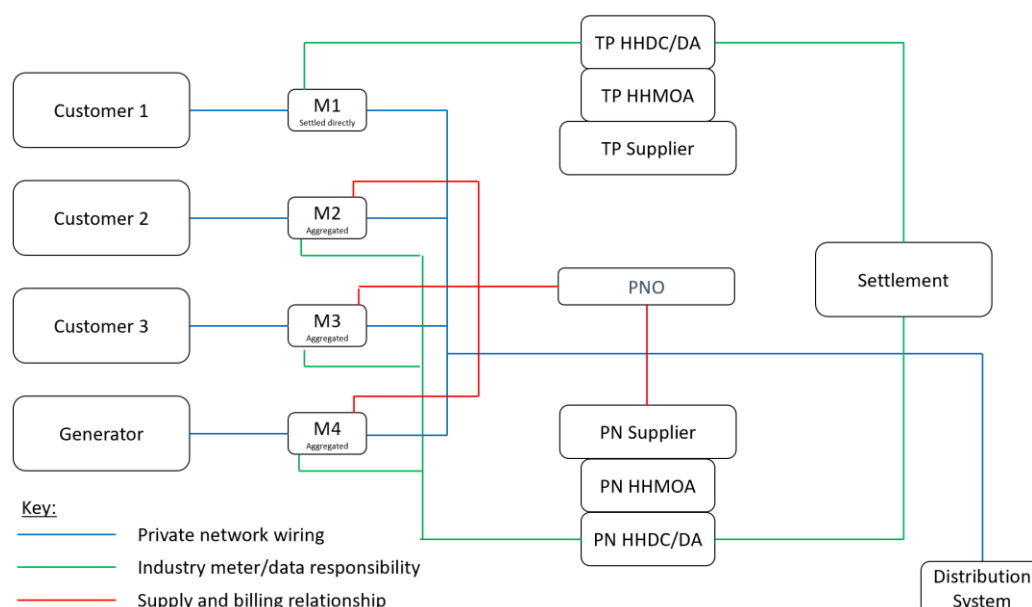 TP HHDC/DA
Customer 1
M1
Settled directly
TP HHMOA
TP Supplier
Customer 2
M2
Aggregated
Settlement
PNO
Customer 3
M3
Aggregated
Generator
M4
Aggregated
PN Supplier
PN HHMOA
PN HHDC/DA
Key:
Private network wiring
Industry meter/data responsibility
Supply and billing relationship
Distribution
System